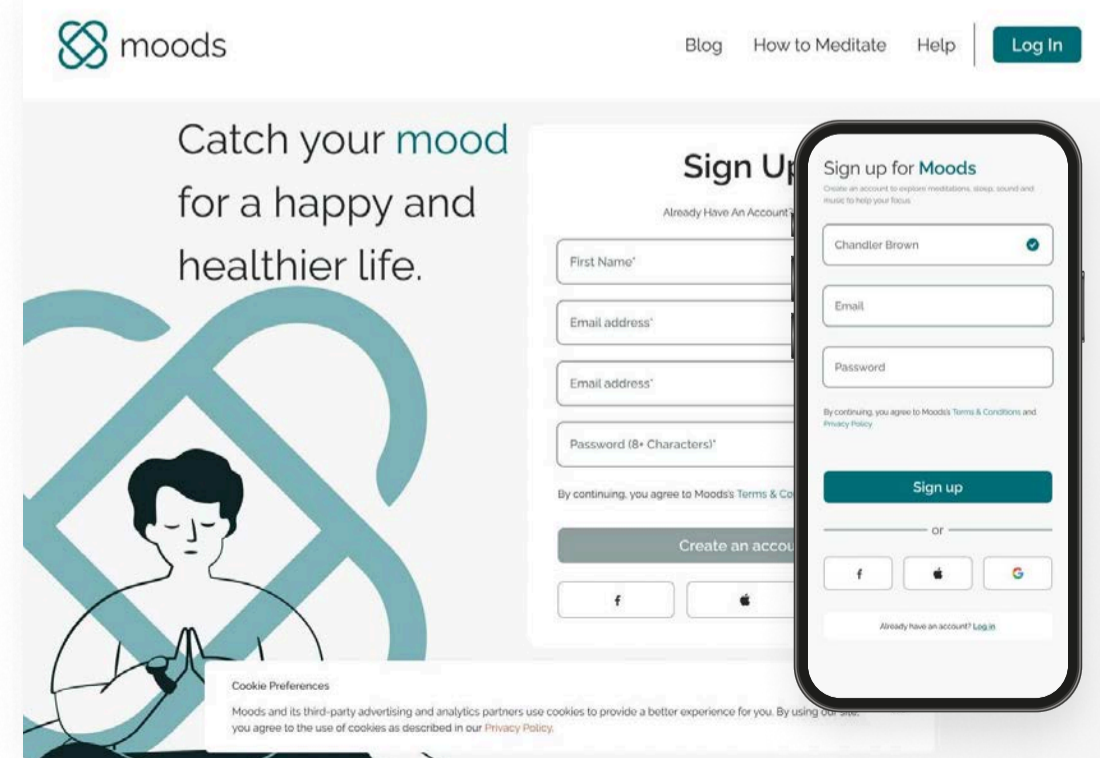 moods
Blog
How to Meditate
Help
Log In
Catch your mood
for a happy and
healthier life.
Sign Up
Already Have An Account?
First Name*
Email address*
Email address*
Password (8+ Characters)*
By continuing, you agree to Moods's Terms &
Create an
f
Cookie Preferences
Moods and its third-party advertising and analytics partners use cookies to provide a better experience for you. By using our site,
you agree to the use of cookies as described in our Privacy Policy.
Sign up for Moods
Create an account to explore meditations, sleep, sound and
music to help your focus.
Chandler Brown
Email
Password
By continuing, you agree to Moods's Terms & Conditions and
Privacy Policy
Sign up
or
f
G
Already have an account? Log in